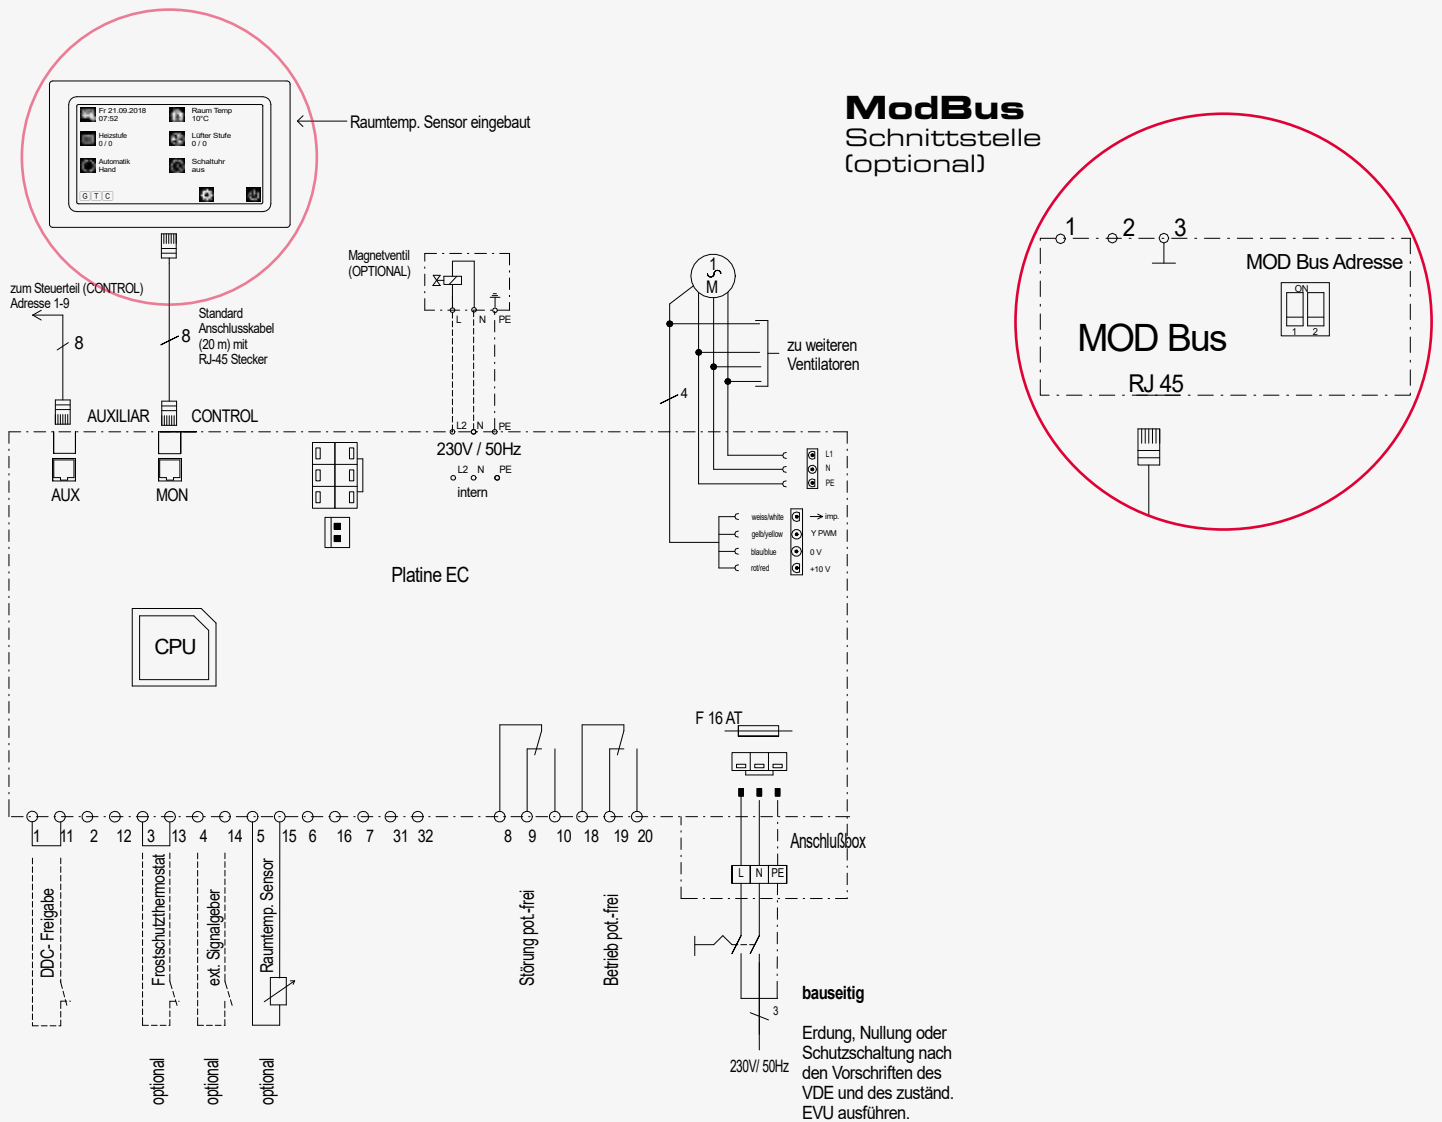 Fr 21.09.2018
07:52
Raum Temp
10°C
Heizstufe
0 / 0
Lüfter Stufe
0 / 0
Automatik
Hand
Schaltuhr
aus
G T C
Raumtemp. Sensor eingebaut
ModBus
Schnittstelle
(optional)
1 2 3
MOD Bus Adresse
ON
1 2
MOD Bus
RJ 45
zum Steuerteil (CONTROL)
Adresse 1-9
8
Standard
Anschlusskabel
(20 m) mit
RJ-45 Stecker
8
Magnetventil
(OPTIONAL)
L N PE
1
M
zu weiteren
Ventilatoren
4
AUXILIAR CONTROL
AUX MON
L2 N PE
230V / 50Hz
L2 N PE
intern
L1
N
PE
weiss/white imp.
gelb/yellow Y PWM
blau/blue 0 V
rot/red +10 V
Platine EC
CPU
F 16 AT
1 11 2 12 3 13 4 14 5 15 6 16 7 31 32 8 9 10 18 19 20
Anschlußbox
L N PE
DDC- Freigabe
Frostschutzthermostat
ext. Signalgeber
Raumtemp. Sensor
Störung pot.-frei
Betrieb pot.-frei
optional
optional
optional
3
230V/ 50Hz
bauseitig
Erdung, Nullung oder
Schutzschaltung nach
den Vorschriften des
VDE und des zuständ.
EVU ausführen.